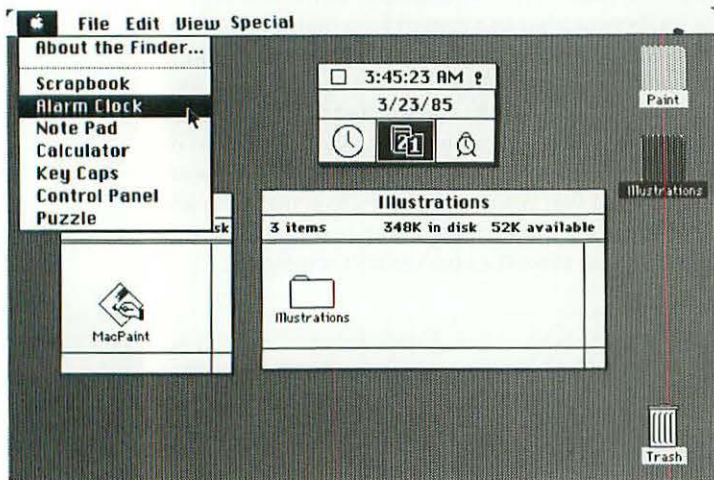 File Edit View Special
About the Finder...
Scrapbook
Alarm Clock
Note Pad
Calculator
Key Caps
Control Panel
Puzzle
3:45:23 AM
3/23/85
21
Paint
Illustrations
sk
MacPaint
Illustrations
3 items 348K in disk 52K available
Illustrations
Trash